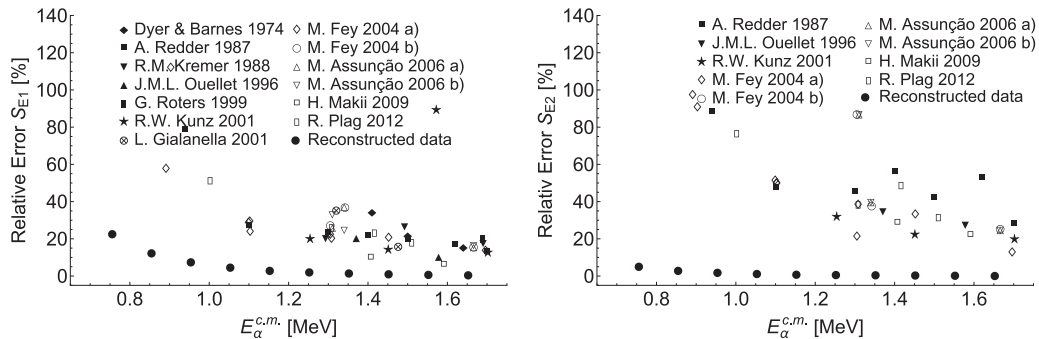 Relative Error S_E1 [%]
140
120
100
80
60
40
20
0
Dyer & Barnes 1974
A. Redder 1987
R.M◇Kremer 1988
J.M.L. Ouellet 1996
G. Roters 1999
R.W. Kunz 2001
L. Gialanella 2001
M. Fey 2004 a)
M. Fey 2004 b)
M. Assunção 2006 a)
M. Assunção 2006 b)
H. Makii 2009
R. Plag 2012
Reconstructed data
0.8 1.0 1.2 1.4 1.6
E_α^c.m. [MeV]
Relativ Error S_E2 [%]
140
120
100
80
60
40
20
0
A. Redder 1987
J.M.L. Ouellet 1996
R.W. Kunz 2001
M. Fey 2004 a)
M. Fey 2004 b)
M. Assunção 2006 a)
M. Assunção 2006 b)
H. Makii 2009
R. Plag 2012
Reconstructed data
0.8 1.0 1.2 1.4 1.6
E_α^c.m. [MeV]